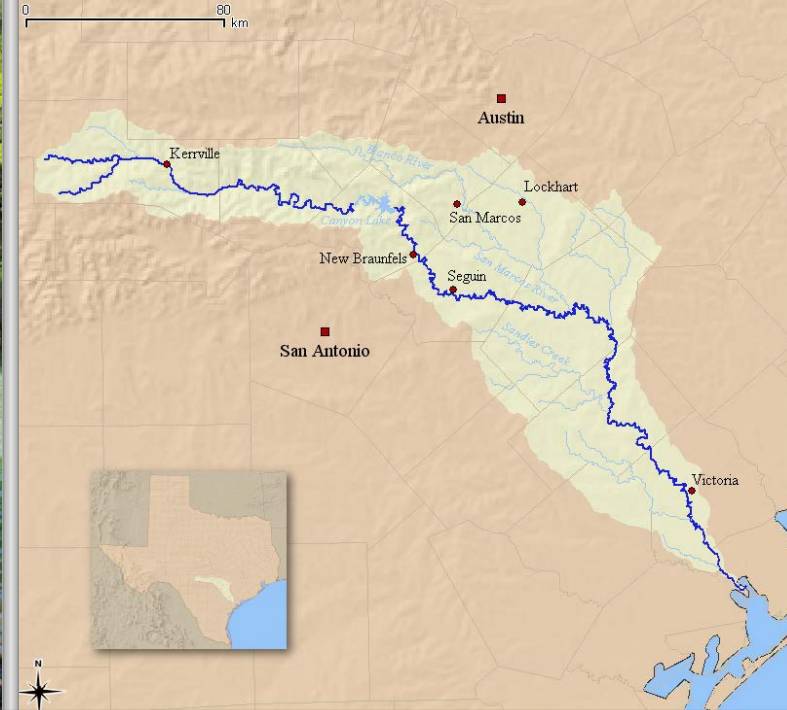 0 80
km
Austin
Kerrville
Blanco River
Lockhart
San Marcos
Canyon Lake
New Braunfels
San Marcos River
Seguin
Sandies Creek
San Antonio
Victoria
N